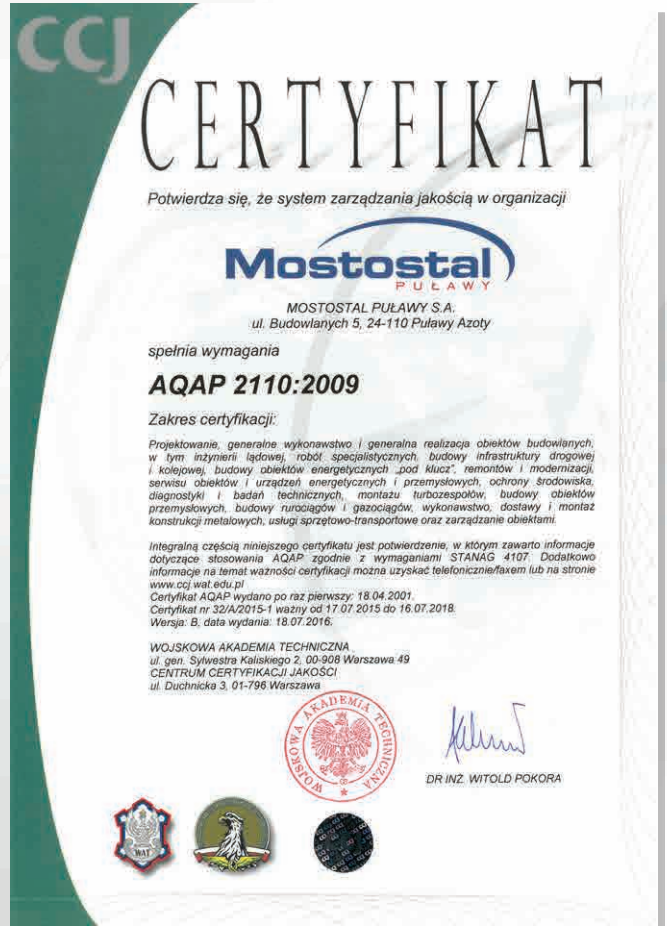 CCJ
CERTYFIKAT
Potwierdza się, że system zarządzania jakością w organizacji
Mostostal
PUŁAWY
MOSTOSTAL PUŁAWY S.A.
ul. Budowlanych 5, 24-110 Puławy Azoty
spełnia wymagania
AQAP 2110:2009
Zakres certyfikacji:
Projektowanie, generalne wykonawstwo i generalna realizacja obiektów budowlanych,
w tym inżynierii lądowej, robót specjalistycznych, budowy infrastruktury drogowej
i kolejowej, budowy obiektów energetycznych „pod klucz”, remontów i modernizacji,
serwisu obiektów i urządzeń energetycznych i przemysłowych, ochrony środowiska,
diagnostyki i badań technicznych, montażu turbozespołów, budowy obiektów
przemysłowych, budowy rurociągów i gazociągów, wykonawstwo, dostawy i montaż
konstrukcji metalowych, usługi sprzętowo-transportowe oraz zarządzanie obiektami.
Integralną częścią niniejszego certyfikatu jest potwierdzenie, w którym zawarto informacje
dotyczące stosowania AQAP zgodnie z wymaganiami STANAG 4107. Dodatkowo
informacje na temat ważności certyfikacji można uzyskać telefonicznie/faxem lub na stronie
www.ccj.wat.edu.pl
Certyfikat AQAP wydano po raz pierwszy: 18.04.2001.
Certyfikat nr 32/A/2015-1 ważny od 17.07.2015 do 16.07.2018.
Wersja: B, data wydania: 18.07.2016.
WOJSKOWA AKADEMIA TECHNICZNA
ul. gen. Sylwestra Kaliskiego 2, 00-908 Warszawa 49
CENTRUM CERTYFIKACJI JAKOŚCI
ul. Duchnicka 3, 01-796 Warszawa
WOJSKOWA AKADEMIA TECHNICZNA
DR INŻ. WITOLD POKORA
WAT